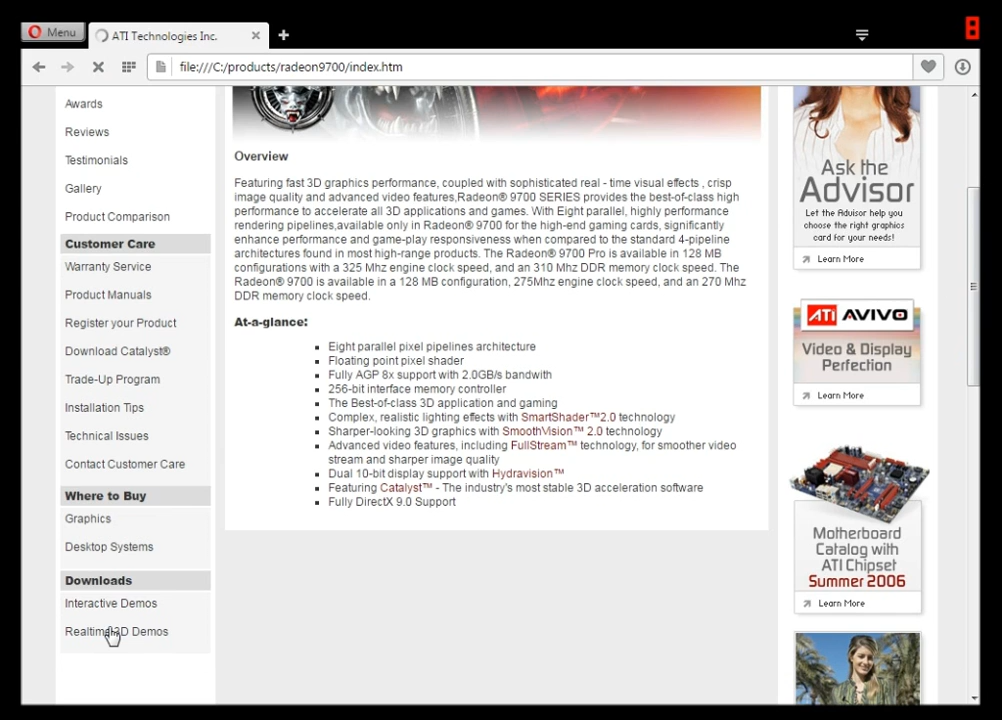 Menu
ATI Technologies Inc.
8
file:///C:/products/radeon9700/index.htm
Awards
Reviews
Testimonials
Gallery
Product Comparison
Customer Care
Warranty Service
Product Manuals
Register your Product
Download Catalyst®
Trade-Up Program
Installation Tips
Technical Issues
Contact Customer Care
Where to Buy
Graphics
Desktop Systems
Downloads
Interactive Demos
Realtime 3D Demos
Overview
Featuring fast 3D graphics performance, coupled with sophisticated real - time visual effects , crisp
image quality and advanced video features,Radeon® 9700 SERIES provides the best-of-class high
performance to accelerate all 3D applications and games. With Eight parallel, highly performance
rendering pipelines,available only in Radeon® 9700 for the high-end gaming cards, significantly
enhance performance and game-play responsiveness when compared to the standard 4-pipeline
architectures found in most high-range products. The Radeon® 9700 Pro is available in 128 MB
configurations with a 325 Mhz engine clock speed, and an 310 Mhz DDR memory clock speed. The
Radeon® 9700 is available in a 128 MB configuration, 275Mhz engine clock speed, and an 270 Mhz
DDR memory clock speed.
At-a-glance:
Eight parallel pixel pipelines architecture
Floating point pixel shader
Fully AGP 8x support with 2.0GB/s bandwith
256-bit interface memory controller
The Best-of-class 3D application and gaming
Complex, realistic lighting effects with SmartShader™2.0 technology
Sharper-looking 3D graphics with SmoothVision™ 2.0 technology
Advanced video features, including FullStream™ technology, for smoother video
stream and sharper image quality
Dual 10-bit display support with Hydravision™
Featuring Catalyst™ - The industry's most stable 3D acceleration software
Fully DirectX 9.0 Support
Ask the
Advisor
Let the Advisor help you
choose the right graphics
card for your needs!
Learn More
ATI AVIVO
Video & Display
Perfection
Learn More
Motherboard
Catalog with
ATI Chipset
Summer 2006
Learn More